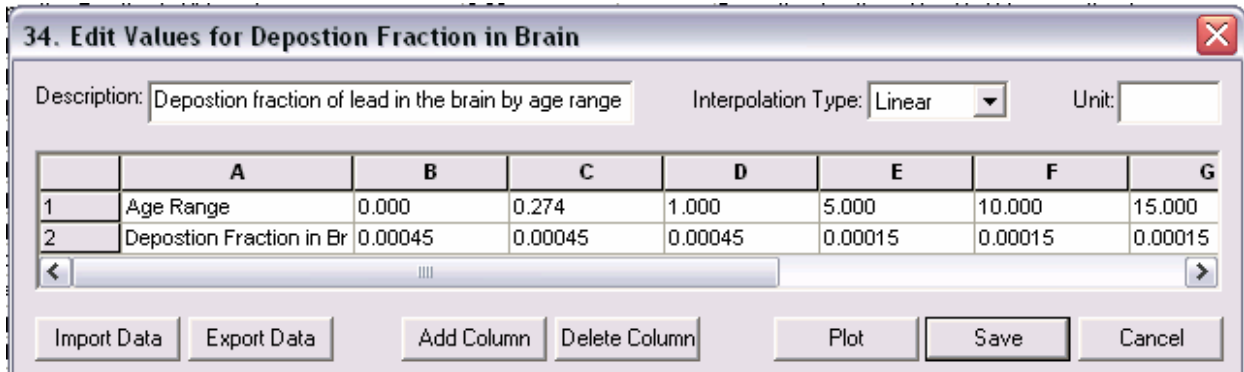 34. Edit Values for Depostion Fraction in Brain
Description: Depostion fraction of lead in the brain by age range Interpolation Type: Linear Unit:
A B C D E F G
1 Age Range 0.000 0.274 1.000 5.000 10.000 15.000
2 Depostion Fraction in Br 0.00045 0.00045 0.00045 0.00015 0.00015 0.00015
Import Data Export Data Add Column Delete Column Plot Save Cancel